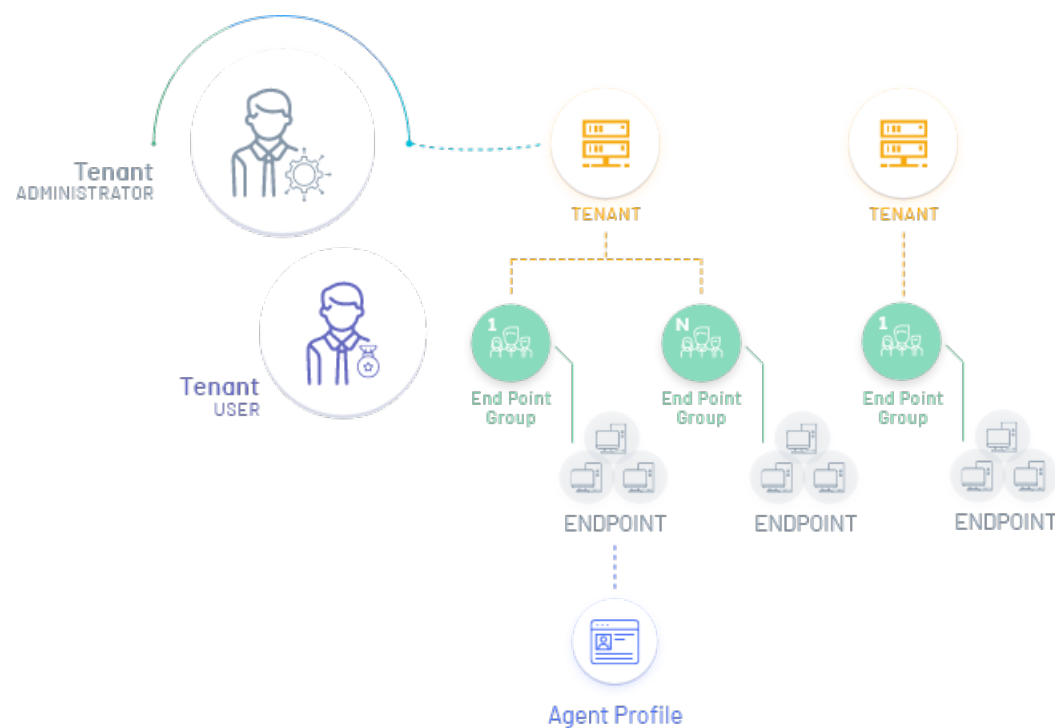 Tenant
ADMINISTRATOR
TENANT
TENANT
Tenant
USER
1
N
1
End Point
Group
End Point
Group
End Point
Group
ENDPOINT
ENDPOINT
ENDPOINT
Agent Profile